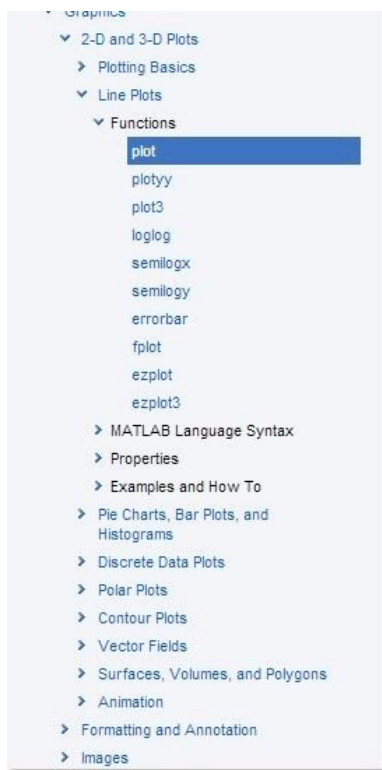 Graphics
2-D and 3-D Plots
Plotting Basics
Line Plots
Functions
plot
plotyy
plot3
loglog
semilogx
semilogy
errorbar
fplot
ezplot
ezplot3
MATLAB Language Syntax
Properties
Examples and How To
Pie Charts, Bar Plots, and
Histograms
Discrete Data Plots
Polar Plots
Contour Plots
Vector Fields
Surfaces, Volumes, and Polygons
Animation
Formatting and Annotation
Images